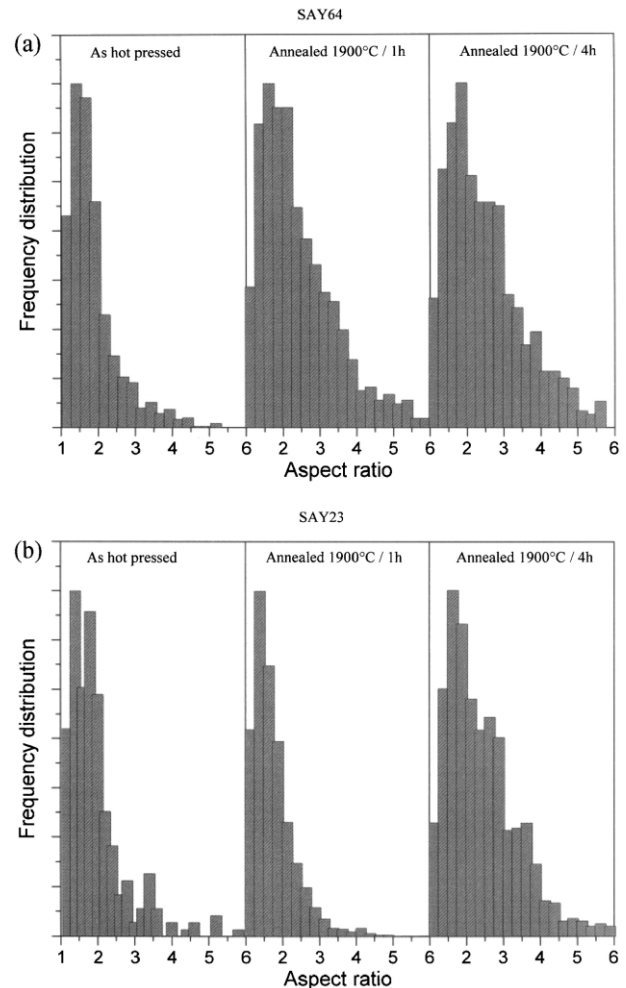 SAY64
(a)
As hot pressed Annealed 1900°C / 1h Annealed 1900°C / 4h
Frequency distribution
1 2 3 4 5 6 2 3 4 5 6 2 3 4 5 6
Aspect ratio
SAY23
(b)
As hot pressed Annealed 1900°C / 1h Annealed 1900°C / 4h
Frequency distribution
1 2 3 4 5 6 2 3 4 5 6 2 3 4 5 6
Aspect ratio